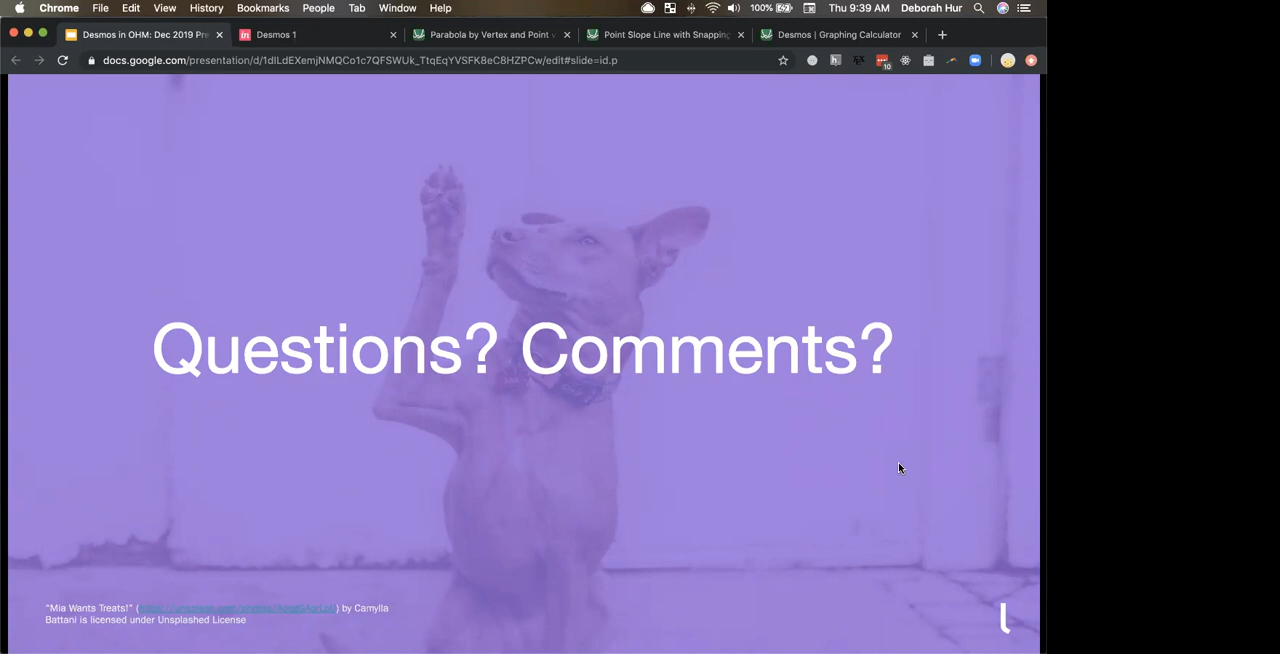 Chrome File Edit View History Bookmarks People Tab Window Help 100% Thu 9:39 AM Deborah Hur
Desmos in OHM: Dec 2019 Pre Desmos 1 Parabola by Vertex and Point Point Slope Line with Snapping Desmos | Graphing Calculator
docs.google.com/presentation/d/ edit#slide=id.p
10
Questions? Comments?
"Mia Wants Treats!" ( ) by Camylla
Battani is licensed under Unsplashed License